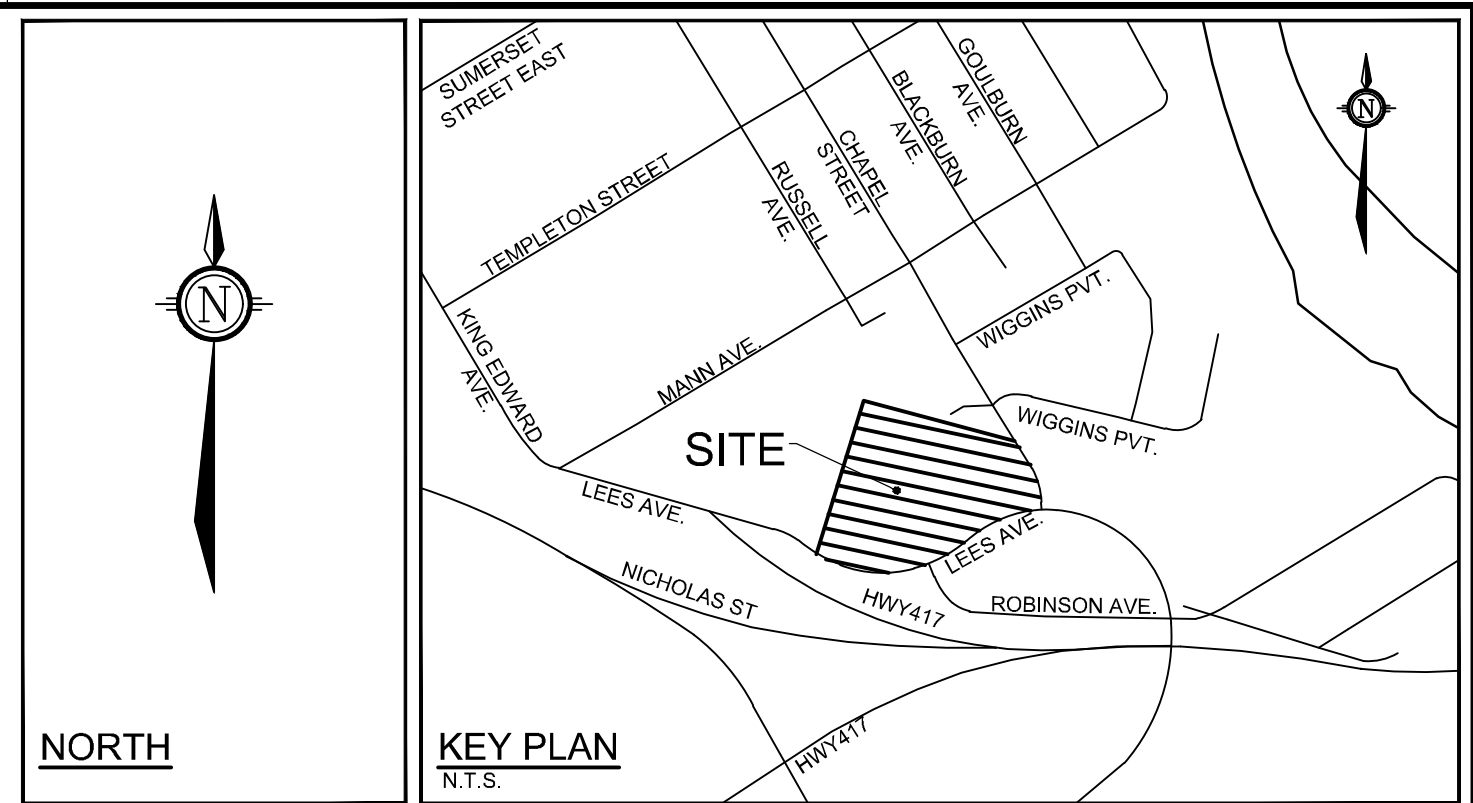 N
NORTH
SUMERSET
STREET EAST
GOULBURN
AVE.
BLACKBURN
AVE.
CHAPEL
STREET
RUSSELL
AVE.
N
TEMPLETON STREET
KING EDWARD
AVE.
MANN AVE.
WIGGINS PVT.
WIGGINS PVT.
SITE
LEES AVE.
LEES AVE.
NICHOLAS ST
HWY417
ROBINSON AVE.
HWY417
KEY PLAN
N.T.S.